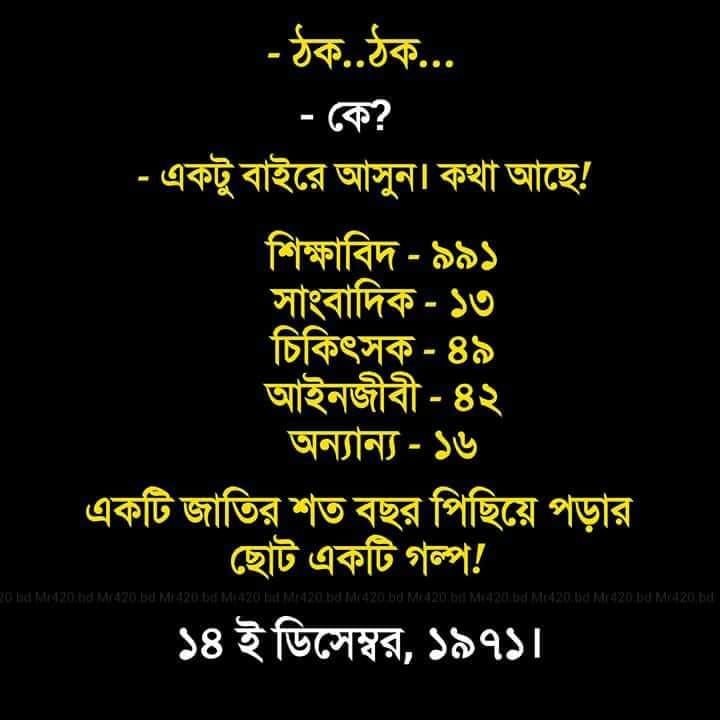 - ঠক..ঠক...
- কে?
- একটু বাইরে আসুন। কথা আছে!
শিক্ষাবিদ - ৯৯১
সাংবাদিক - ১৩
চিকিৎসক - ৪৯
আইনজীবী - ৪২
অন্যান্য - ১৬
একটি জাতির শত বছর পিছিয়ে পড়ার
ছোট একটি গল্প!
20.bd Mr420.bd Mr420.bd Mr420.bd Mr420.bd Mr420.bd Mr420.bd Mr420.bd Mr420.bd Mr420.bd Mr420.bd Mr420.bd
১৪ ই ডিসেম্বর, ১৯৭১।